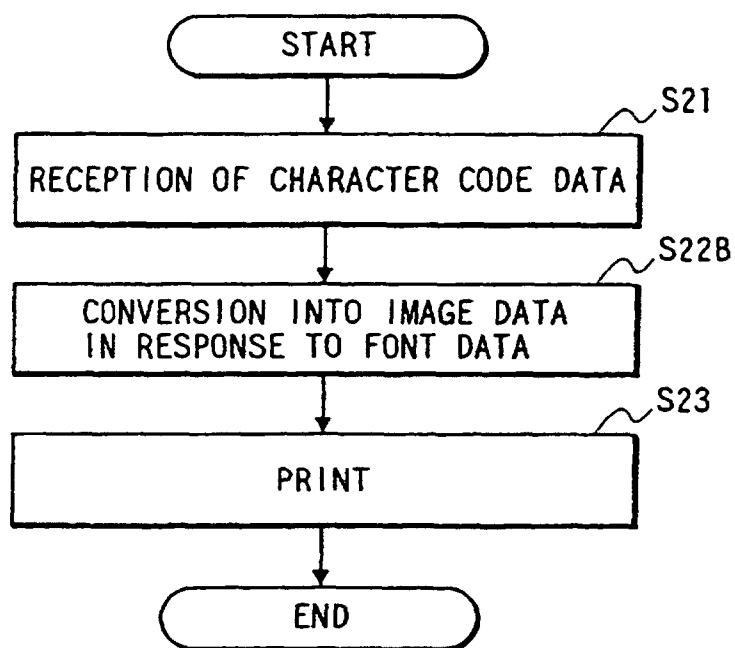 START
S21
RECEPTION OF CHARACTER CODE DATA
S22B
CONVERSION INTO IMAGE DATA
IN RESPONSE TO FONT DATA
S23
PRINT
END